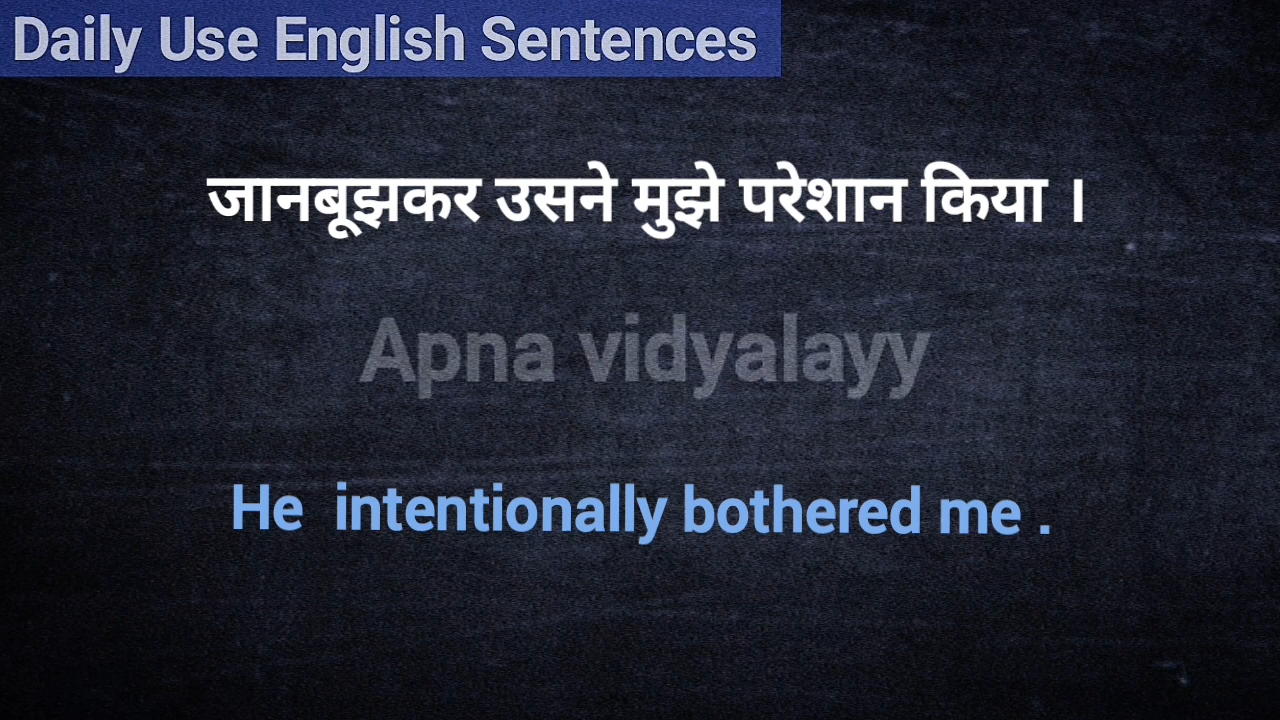 Daily Use English Sentences
जानबूझकर उसने मुझे परेशान किया ।
Apna vidyalayy
He intentionally bothered me .